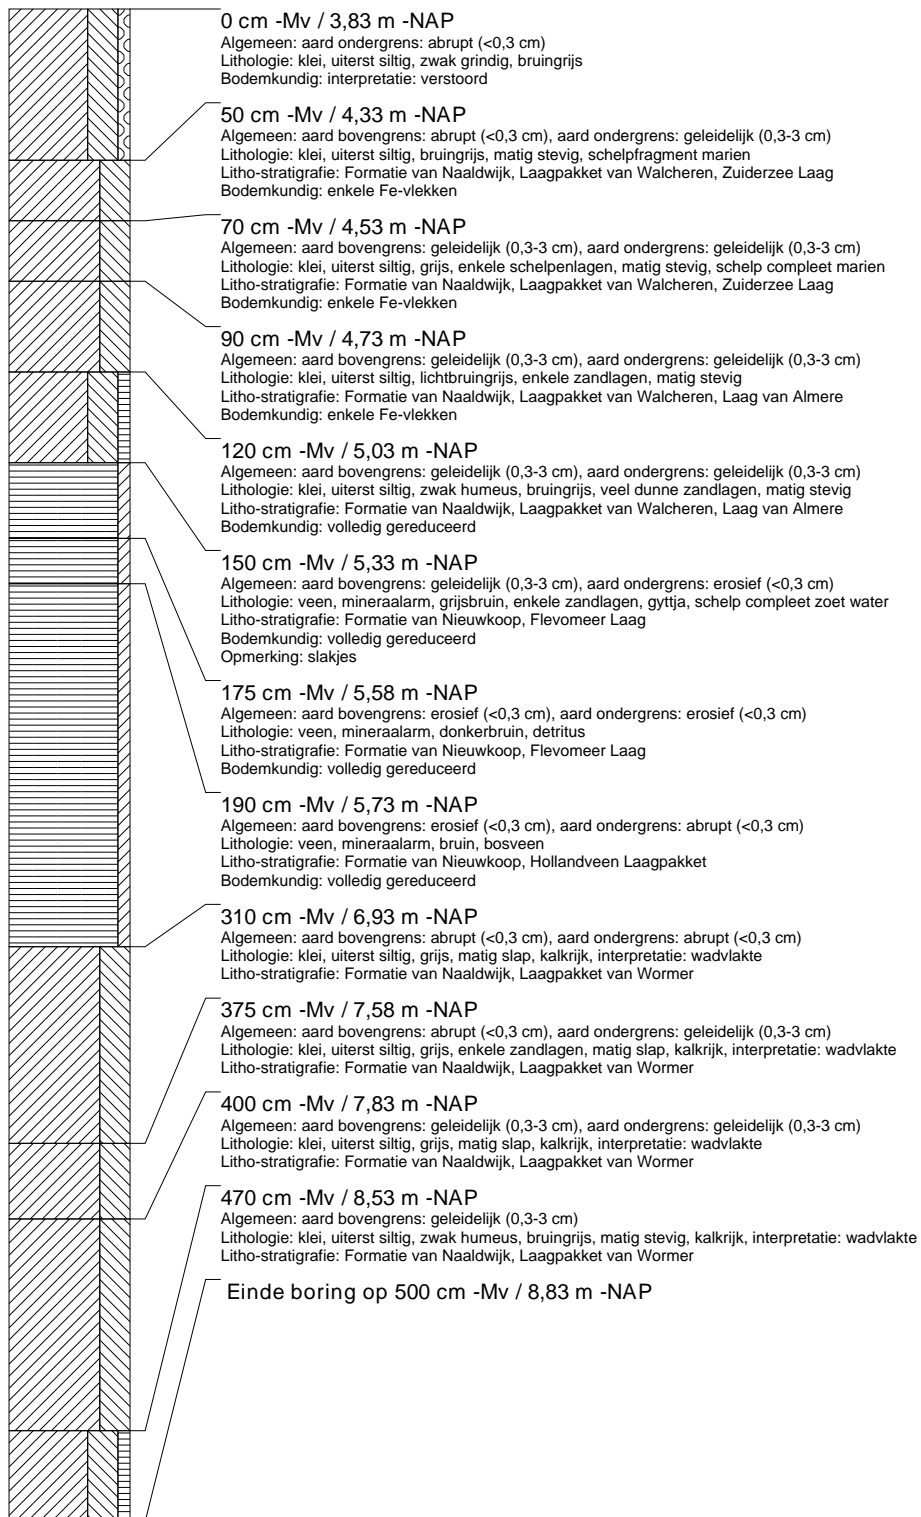 0 cm -Mv / 3,83 m -NAP
Algemeen: aard ondergrens: abrupt (<0,3 cm)
Lithologie: klei, uiterst siltig, zwak grindig, bruingrijs
Bodemkundig: interpretatie: verstoord
50 cm -Mv / 4,33 m -NAP
Algemeen: aard bovengrens: abrupt (<0,3 cm), aard ondergrens: geleidelijk (0,3-3 cm)
Lithologie: klei, uiterst siltig, bruingrijs, matig stevig, schelpfragment marien
Litho-stratigrafie: Formatie van Naaldwijk, Laagpakket van Walcheren, Zuiderzee Laag
Bodemkundig: enkele Fe-vlekken
70 cm -Mv / 4,53 m -NAP
Algemeen: aard bovengrens: geleidelijk (0,3-3 cm), aard ondergrens: geleidelijk (0,3-3 cm)
Lithologie: klei, uiterst siltig, grijs, enkele schelpenlagen, matig stevig, schelp compleet marien
Litho-stratigrafie: Formatie van Naaldwijk, Laagpakket van Walcheren, Zuiderzee Laag
Bodemkundig: enkele Fe-vlekken
90 cm -Mv / 4,73 m -NAP
Algemeen: aard bovengrens: geleidelijk (0,3-3 cm), aard ondergrens: geleidelijk (0,3-3 cm)
Lithologie: klei, uiterst siltig, lichtbruingrijs, enkele zandlagen, matig stevig
Litho-stratigrafie: Formatie van Naaldwijk, Laagpakket van Walcheren, Laag van Almere
Bodemkundig: enkele Fe-vlekken
120 cm -Mv / 5,03 m -NAP
Algemeen: aard bovengrens: geleidelijk (0,3-3 cm), aard ondergrens: geleidelijk (0,3-3 cm)
Lithologie: klei, uiterst siltig, zwak humeus, bruingrijs, veel dunne zandlagen, matig stevig
Litho-stratigrafie: Formatie van Naaldwijk, Laagpakket van Walcheren, Laag van Almere
Bodemkundig: volledig gereduceerd
150 cm -Mv / 5,33 m -NAP
Algemeen: aard bovengrens: geleidelijk (0,3-3 cm), aard ondergrens: erosief (<0,3 cm)
Lithologie: veen, mineraalarm, grijsbruin, enkele zandlagen, gyttja, schelp compleet zoet water
Litho-stratigrafie: Formatie van Nieuwkoop, Flevomeer Laag
Bodemkundig: volledig gereduceerd
Opmerking: slakjes
175 cm -Mv / 5,58 m -NAP
Algemeen: aard bovengrens: erosief (<0,3 cm), aard ondergrens: erosief (<0,3 cm)
Lithologie: veen, mineraalarm, donkerbruin, detritus
Litho-stratigrafie: Formatie van Nieuwkoop, Flevomeer Laag
Bodemkundig: volledig gereduceerd
190 cm -Mv / 5,73 m -NAP
Algemeen: aard bovengrens: erosief (<0,3 cm), aard ondergrens: abrupt (<0,3 cm)
Lithologie: veen, mineraalarm, bruin, bosveen
Litho-stratigrafie: Formatie van Nieuwkoop, Hollandveen Laagpakket
Bodemkundig: volledig gereduceerd
310 cm -Mv / 6,93 m -NAP
Algemeen: aard bovengrens: abrupt (<0,3 cm), aard ondergrens: abrupt (<0,3 cm)
Lithologie: klei, uiterst siltig, grijs, matig slap, kalkrijk, interpretatie: wadvlakte
Litho-stratigrafie: Formatie van Naaldwijk, Laagpakket van Wormer
375 cm -Mv / 7,58 m -NAP
Algemeen: aard bovengrens: abrupt (<0,3 cm), aard ondergrens: geleidelijk (0,3-3 cm)
Lithologie: klei, uiterst siltig, grijs, enkele zandlagen, matig slap, kalkrijk, interpretatie: wadvlakte
Litho-stratigrafie: Formatie van Naaldwijk, Laagpakket van Wormer
400 cm -Mv / 7,83 m -NAP
Algemeen: aard bovengrens: geleidelijk (0,3-3 cm), aard ondergrens: geleidelijk (0,3-3 cm)
Lithologie: klei, uiterst siltig, grijs, matig slap, kalkrijk, interpretatie: wadvlakte
Litho-stratigrafie: Formatie van Naaldwijk, Laagpakket van Wormer
470 cm -Mv / 8,53 m -NAP
Algemeen: aard bovengrens: geleidelijk (0,3-3 cm)
Lithologie: klei, uiterst siltig, zwak humeus, bruingrijs, matig stevig, kalkrijk, interpretatie: wadvlakte
Litho-stratigrafie: Formatie van Naaldwijk, Laagpakket van Wormer
Einde boring op 500 cm -Mv / 8,83 m -NAP